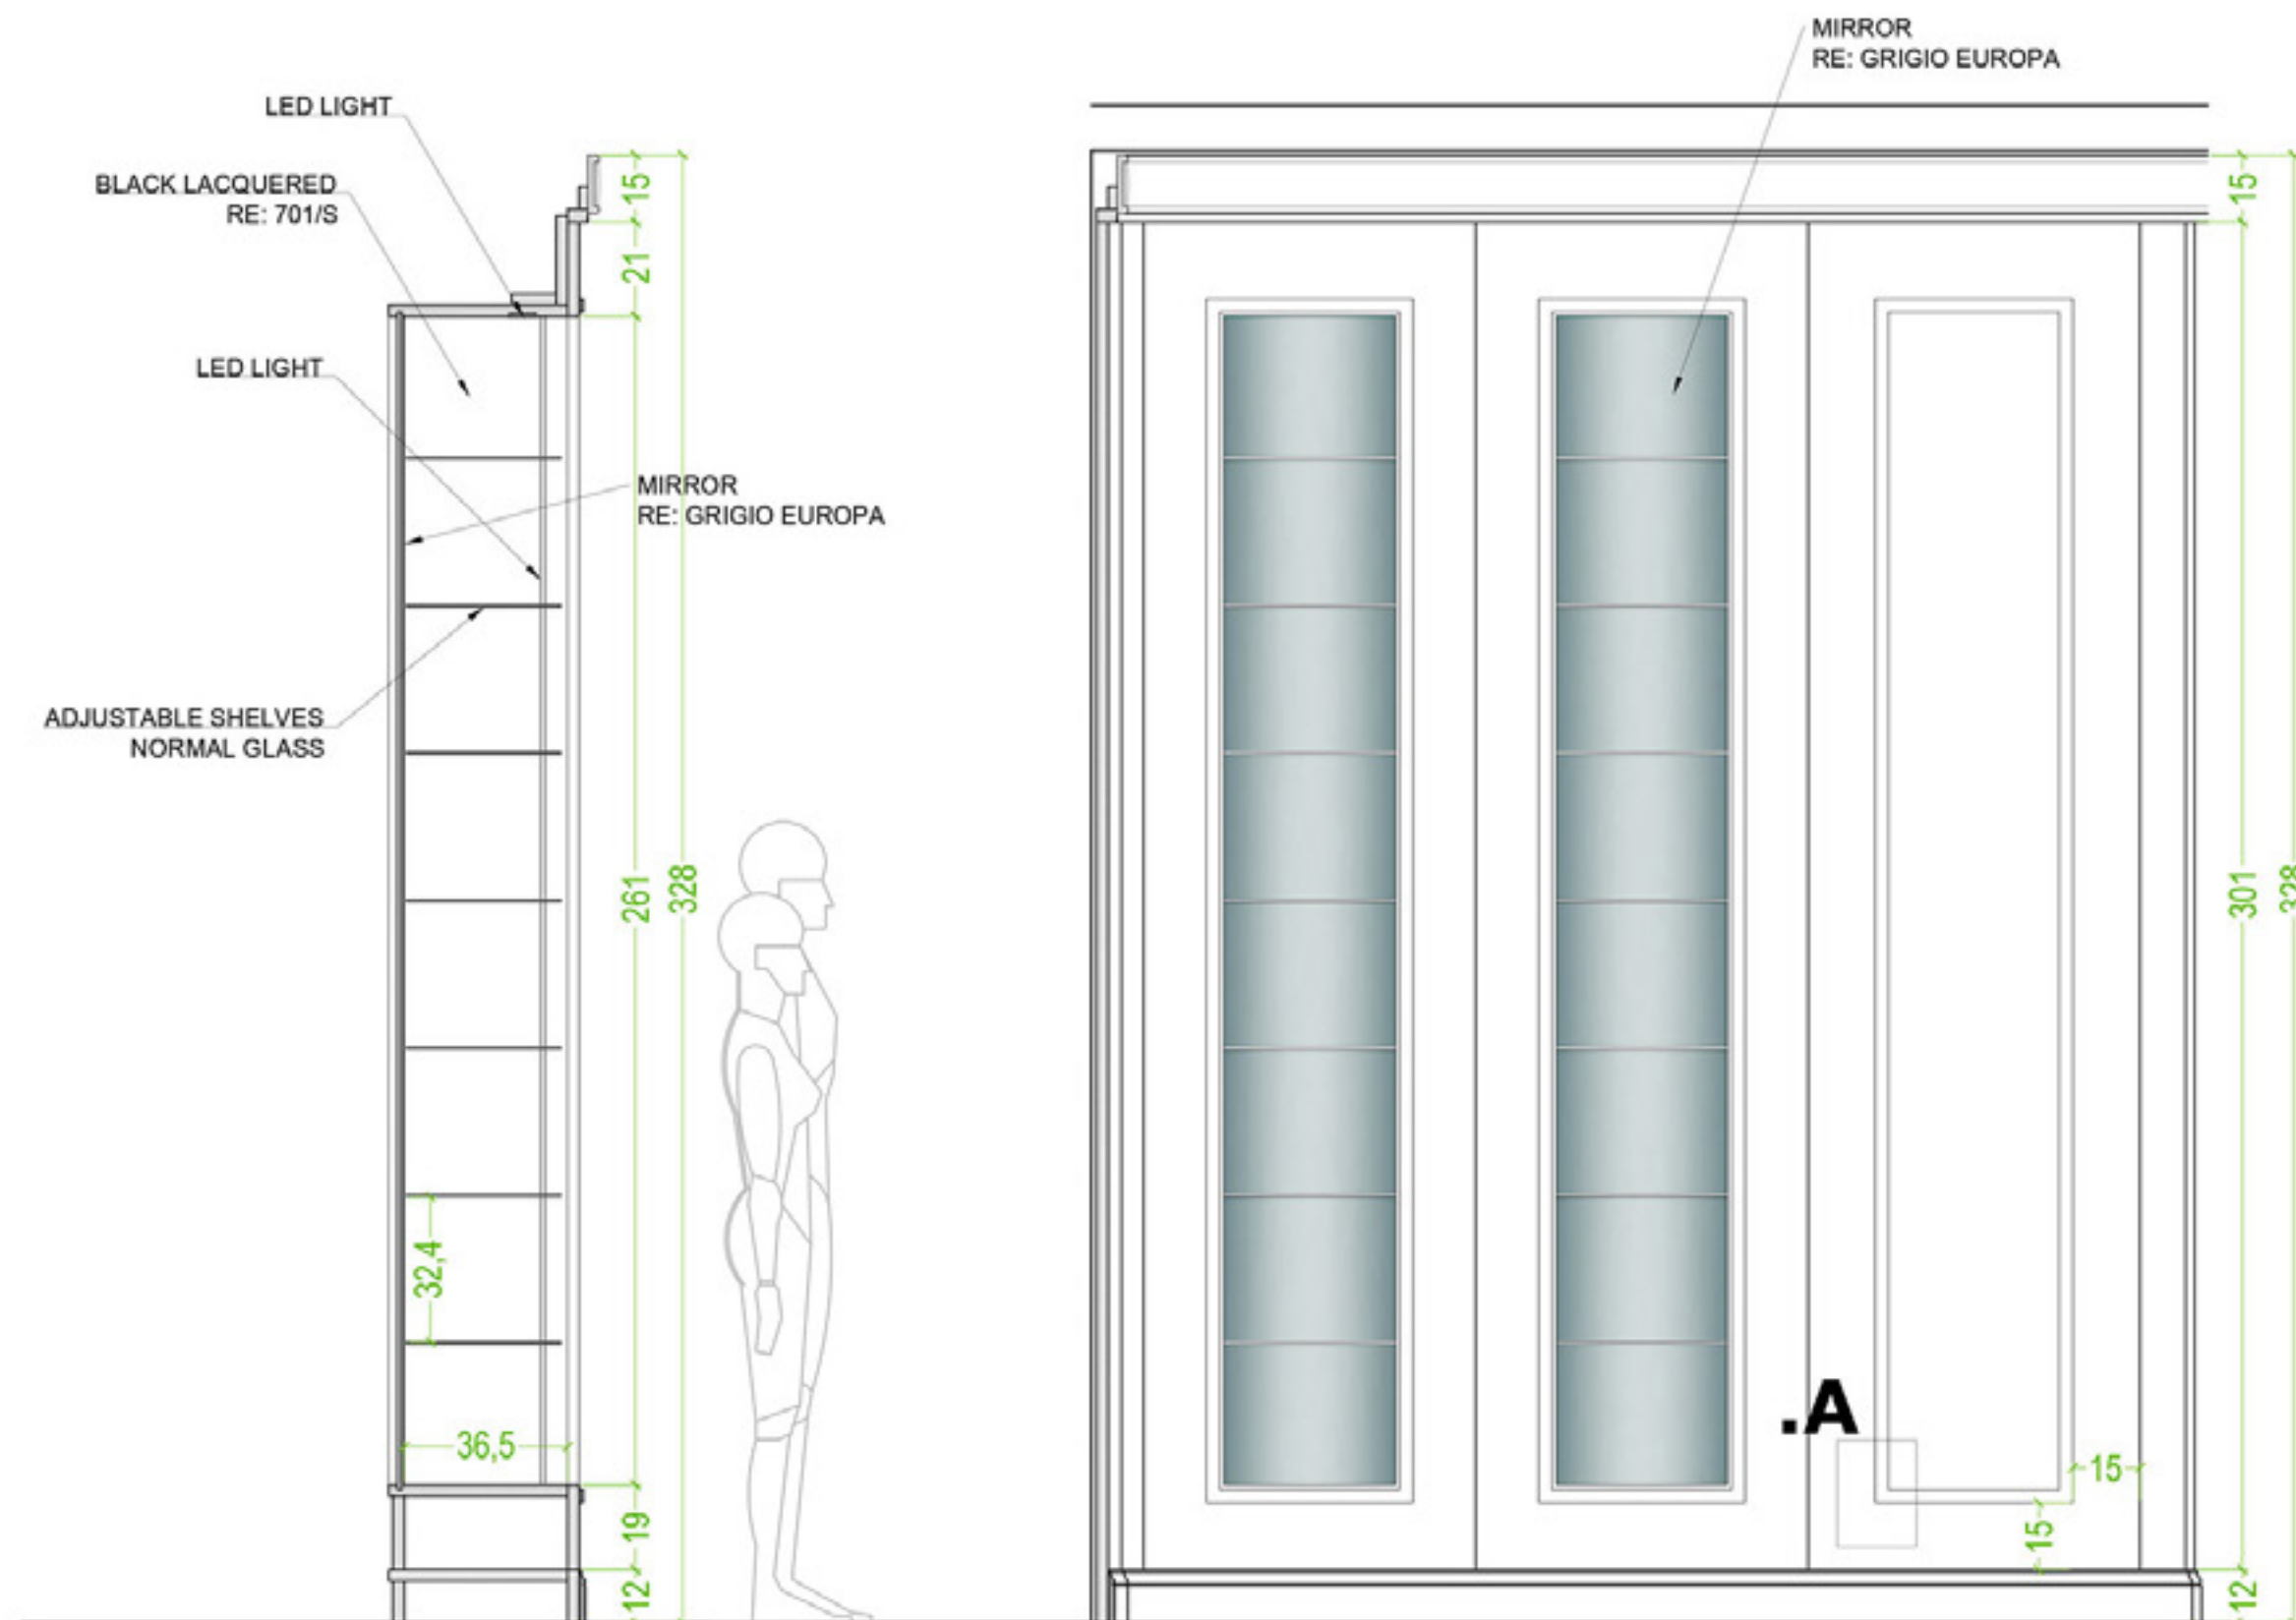 MIRROR
RE: GRIGIO EUROPA
LED LIGHT
BLACK LACQUERED
RE: 701/S
LED LIGHT
MIRROR
RE: GRIGIO EUROPA
ADJUSTABLE SHELVES
NORMAL GLASS
15
21
261
328
32,4
36,5
19
12
15
301
328
.A
15
15
12